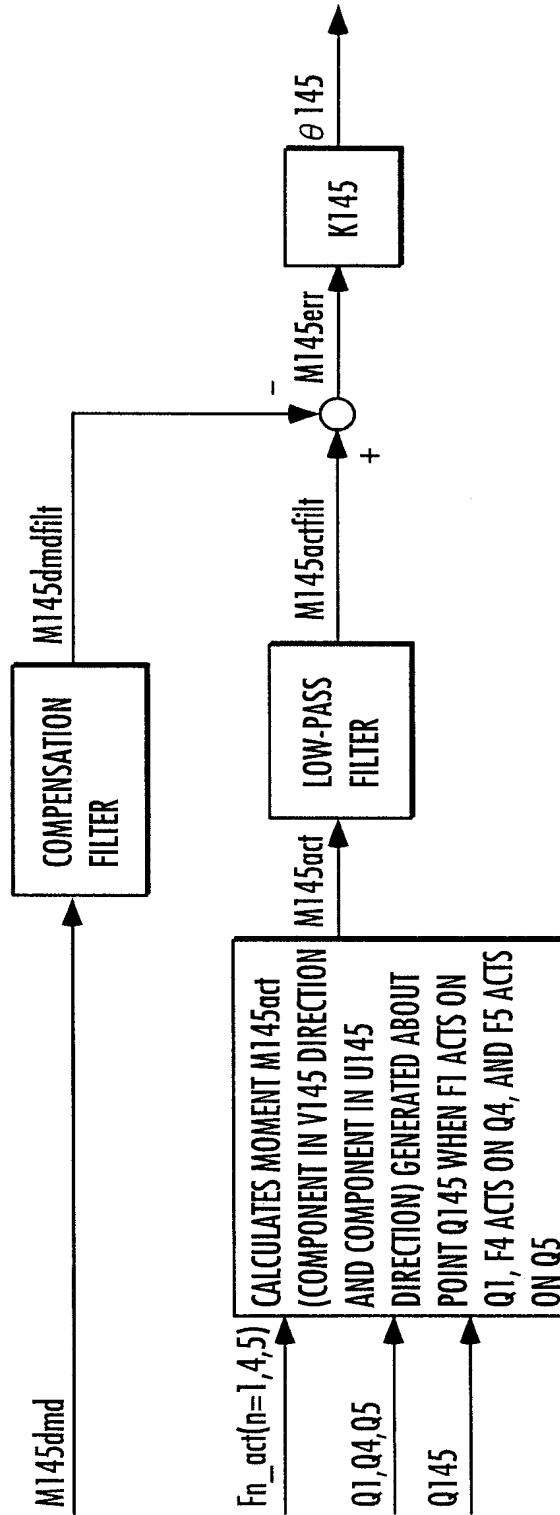 M145dmd
COMPENSATION
FILTER
M145dmdfilt
-
Fn_act(n=1,4,5)
Q1,Q4,Q5
Q145
CALCULATES MOMENT M145act
(COMPONENT IN V145 DIRECTION
AND COMPONENT IN U145
DIRECTION) GENERATED ABOUT
POINT Q145 WHEN F1 ACTS ON
Q1, F4 ACTS ON Q4, AND F5 ACTS
ON Q5
M145act
LOW-PASS
FILTER
M145actfilt
+
M145err
K145
θ145